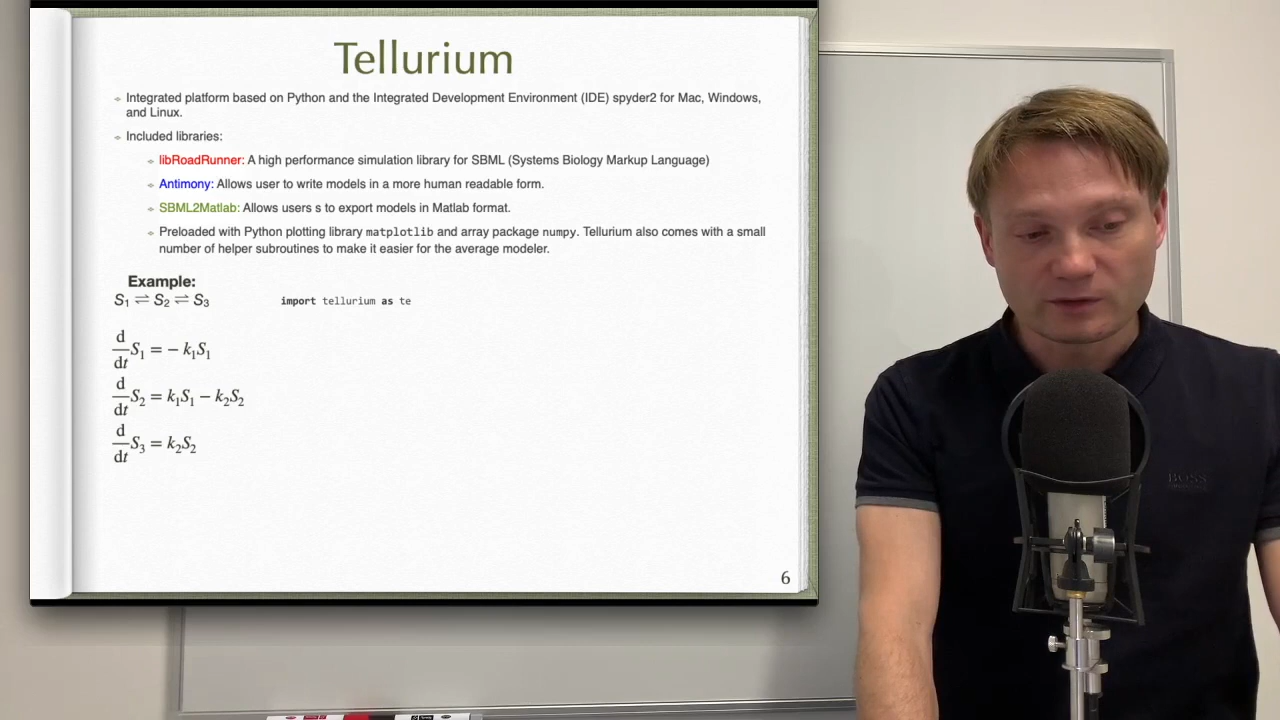 Tellurium
Integrated platform based on Python and the Integrated Development Environment (IDE) spyder2 for Mac, Windows,
and Linux.
Included libraries:
libRoadRunner: A high performance simulation library for SBML (Systems Biology Markup Language)
Antimony: Allows user to write models in a more human readable form.
SBML2Matlab: Allows users s to export models in Matlab format.
Preloaded with Python plotting library matplotlib and array package numpy. Tellurium also comes with a small
number of helper subroutines to make it easier for the average modeler.
Example:
S₁ ⇌ S₂ ⇌ S₃
import tellurium as te
d/dt S₁ = − k₁S₁
d/dt S₂ = k₁S₁ − k₂S₂
d/dt S₃ = k₂S₂
6
BOSS